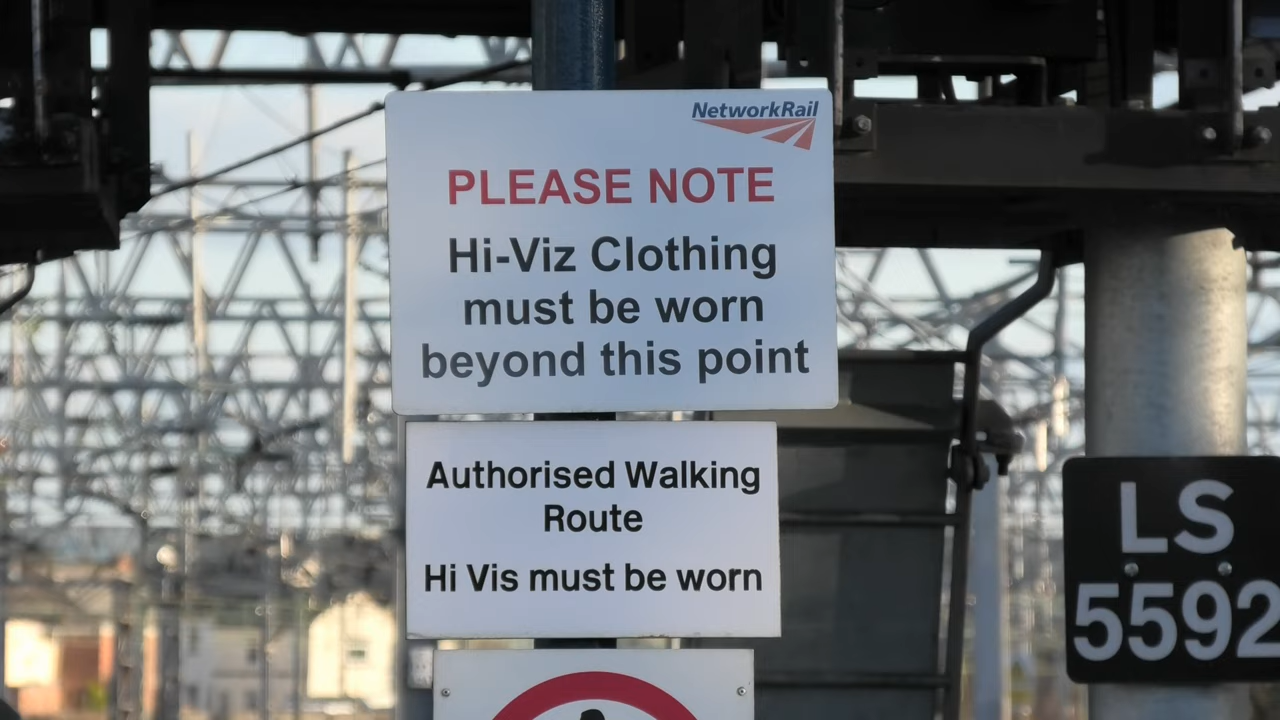 NetworkRail
PLEASE NOTE
Hi-Viz Clothing
must be worn
beyond this point
Authorised Walking
Route
Hi Vis must be worn
LS
5592